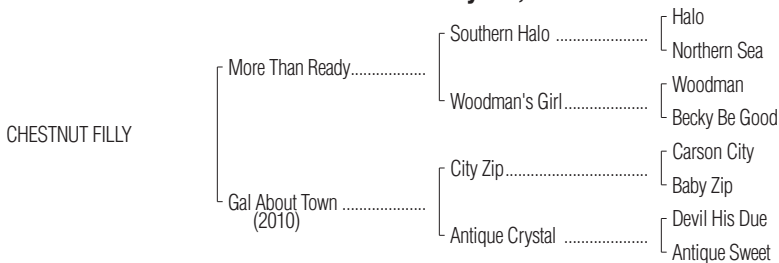 Halo
Southern Halo ......................
Northern Sea
More Than Ready..................
Woodman
Woodman's Girl....................
Becky Be Good
CHESTNUT FILLY
Carson City
City Zip..................................
Baby Zip
Gal About Town ....................
(2010)
Devil His Due
Antique Crystal ....................
Antique Sweet